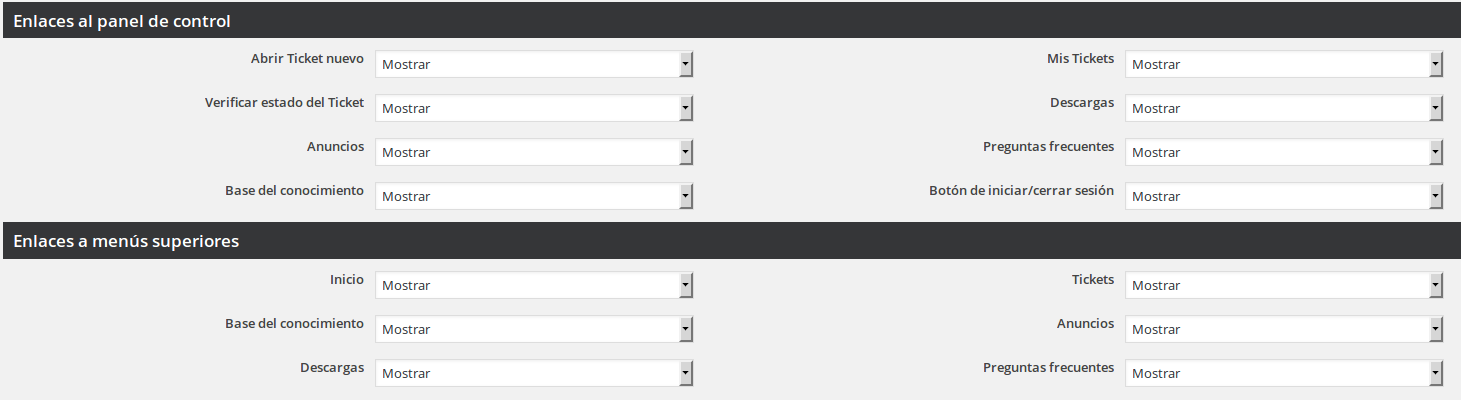 Enlaces al panel de control
Abrir Ticket nuevo Mostrar Mis Tickets Mostrar
Verificar estado del Ticket Mostrar Descargas Mostrar
Anuncios Mostrar Preguntas frecuentes Mostrar
Base del conocimiento Mostrar Botón de iniciar/cerrar sesión Mostrar
Enlaces a menús superiores
Inicio Mostrar Tickets Mostrar
Base del conocimiento Mostrar Anuncios Mostrar
Descargas Mostrar Preguntas frecuentes Mostrar